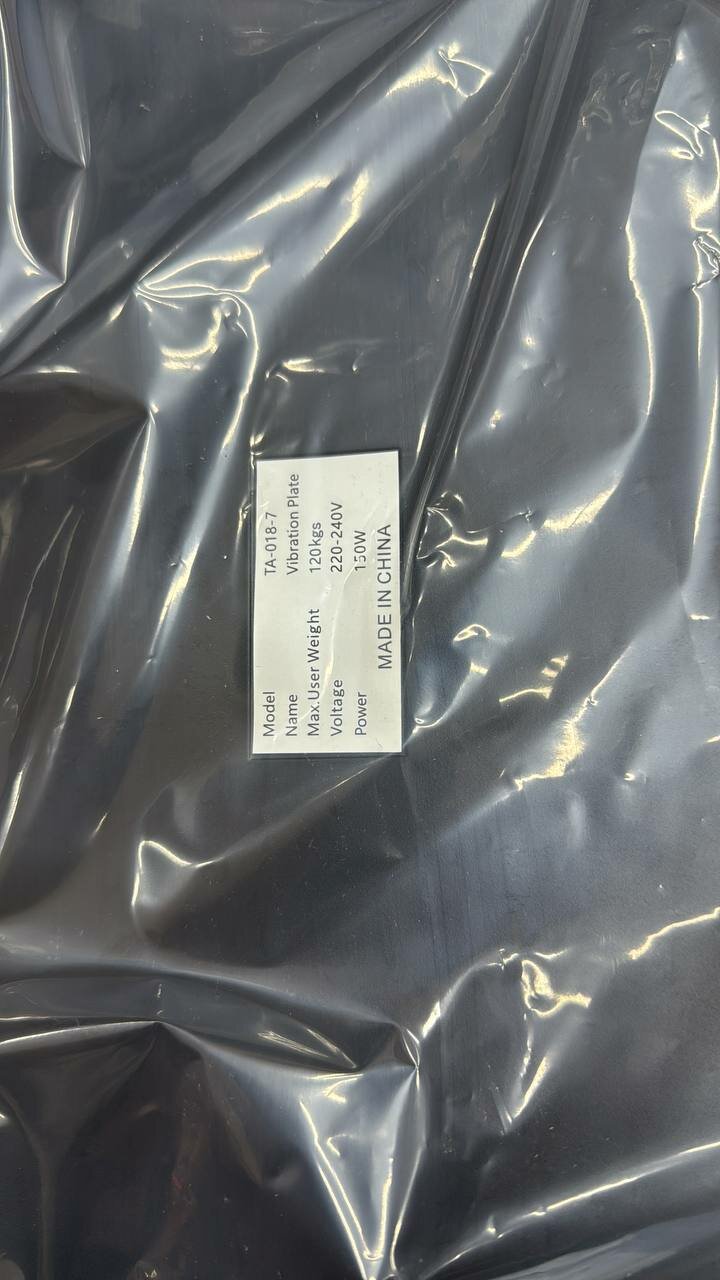 Model TA-018-7
Name Vibration Plate
Max.User Weight 120kgs
Voltage 220-240V
Power 150W
MADE IN CHINA